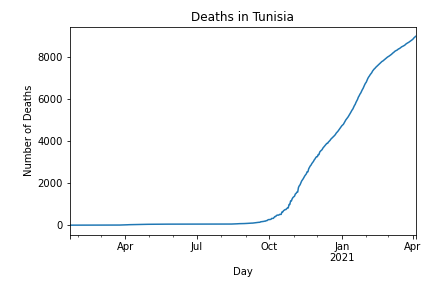 Deaths in Tunisia
Number of Deaths
8000
6000
4000
2000
0
Apr Jul Oct Jan Apr
2021
Day